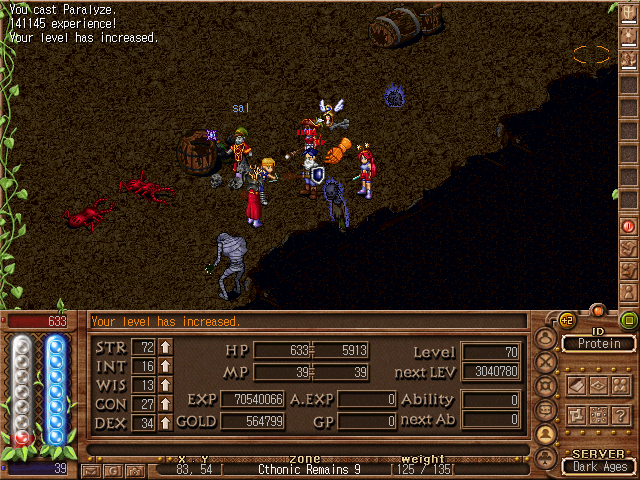 You cast Paralyze.
141145 experience!
Your level has increased.
sal
633
Your level has increased.
+2
ID
Protein
STR 72
INT 16
WIS 13
CON 27
DEX 34
HP 633 5913
MP 39 39
EXP 70540066
GOLD 564799
A.EXP 0
GP 0
Level 70
next LEV 3040780
Ability 0
next Ab 0
39
x y zone weight
83, 54 Cthonic Remains 9 125 / 135
G
?
SERVER
Dark Ages